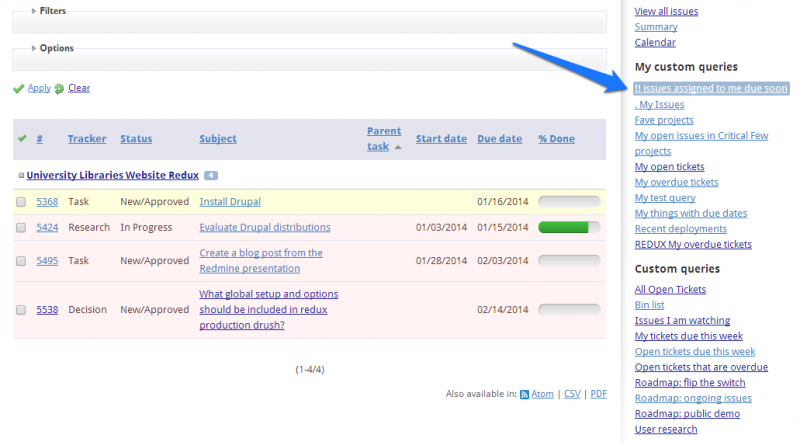 Filters
Options
Apply Clear
# Tracker Status Subject Parent task Start date Due date % Done
University Libraries Website Redux 4
5368 Task New/Approved Install Drupal 01/16/2014
5424 Research In Progress Evaluate Drupal distributions 01/03/2014 01/15/2014
5495 Task New/Approved Create a blog post from the
Redmine presentation 01/28/2014 02/03/2014
5538 Decision New/Approved What global setup and options
should be included in redux
production drush? 02/14/2014
(1-4/4)
Also available in: Atom | CSV | PDF
View all issues
Summary
Calendar
My custom queries
!! issues assigned to me due soon
. My Issues
Fave projects
My open issues in Critical Few
projects
My open tickets
My overdue tickets
My test query
My things with due dates
Recent deployments
REDUX My overdue tickets
Custom queries
All Open Tickets
Bin list
Issues I am watching
My tickets due this week
Open tickets due this week
Open tickets that are overdue
Roadmap: flip the switch
Roadmap: ongoing issues
Roadmap: public demo
User research